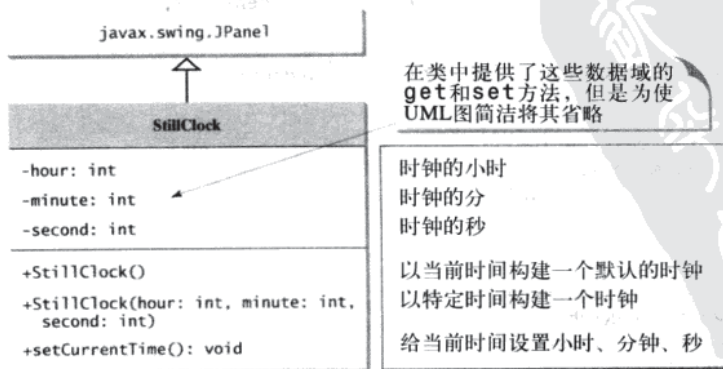 javax.swing.JPanel
在类中提供了这些数据域的
get和set方法，但是为使
UML图简洁将其省略
StillClock
-hour: int
时钟的小时
-minute: int
时钟的分
-second: int
时钟的秒
+StillClock()
以当前时间构建一个默认的时钟
+StillClock(hour: int, minute: int,
second: int)
以特定时间构建一个时钟
+setCurrentTime(): void
给当前时间设置小时、分钟、秒